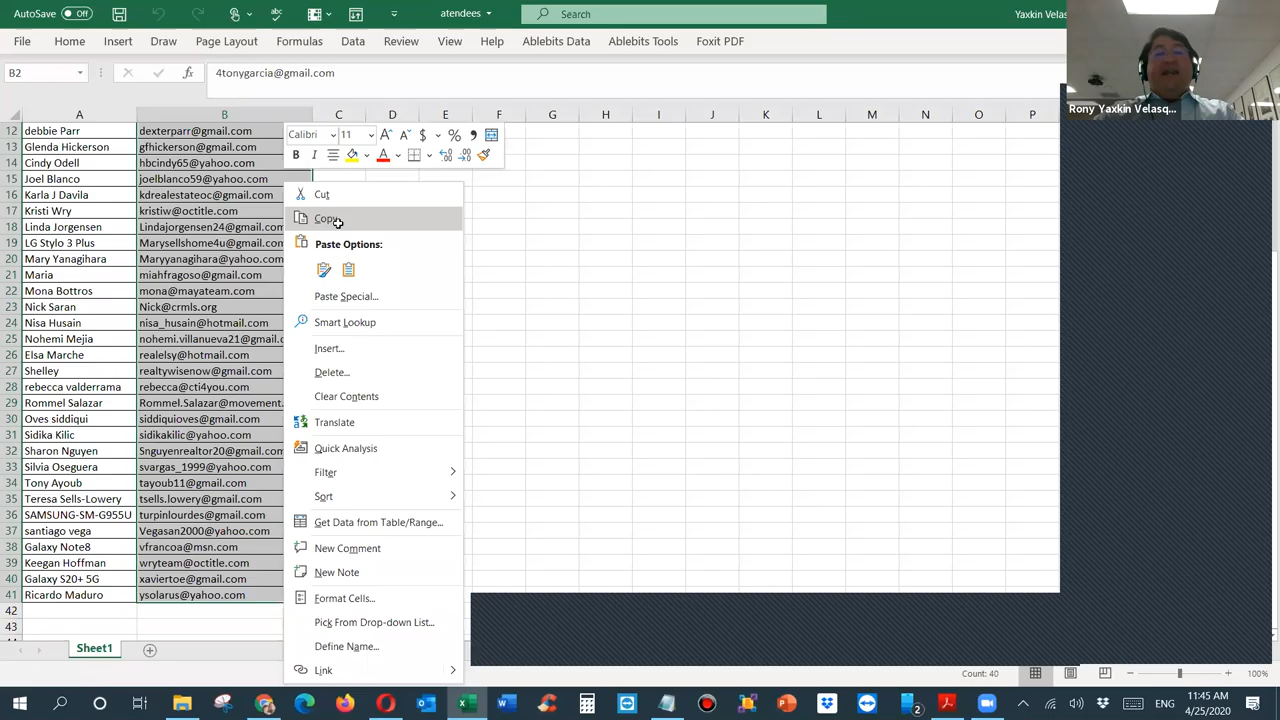 AutoSave Off atendees Search Yaxkin Velas
File Home Insert Draw Page Layout Formulas Data Review View Help Ablebits Data Ablebits Tools Foxit PDF
B2 fx 4tonygarcia@gmail.com
Rony Yaxkin Velasq...
A B C D E F G H I J K L M N O P
12 debbie Parr dexterparr@gmail.com
Calibri 11 $ % ,
13 Glenda Hickerson gfhickerson@gmail.com
B I A
14 Cindy Odell hbcindy65@yahoo.com
15 Joel Blanco joelblanco59@yahoo.com
16 Karla J Davila kdrealestateoc@gmail.com
Cut
17 Kristi Wry kristiw@octitle.com
Copy
18 Linda Jorgensen Lindajorgensen24@gmail.com
19 LG Stylo 3 Plus Marysellshome4u@gmail.com
Paste Options:
20 Mary Yanagihara Maryyanagihara@yahoo.com
21 Maria miahfragoso@gmail.com
22 mona Bottros mona@mayateam.com
Paste Special...
23 Nick Saran Nick@crmls.org
24 Nisa Husain nisa_husain@hotmail.com
Smart Lookup
25 Nohemi Mejia nohemi.villanueva21@gmail.c
Insert...
26 Elsa Marche realelsy@hotmail.com
27 Shelley realtywisenow@gmail.com
Delete...
28 rebecca valderrama rebecca@cti4you.com
Clear Contents
29 Rommel Salazar Rommel.Salazar@movement.
30 Oves siddiqui siddiquioves@gmail.com
Translate
31 Sidika Kilic sidikakilic@yahoo.com
32 Sharon Nguyen Snguyenrealtor20@gmail.com
Quick Analysis
33 Silvia Oseguera svargas_1999@yahoo.com
Filter
34 Tony Ayoub tayoub11@gmail.com
35 Teresa Sells-Lowery tsells.lowery@gmail.com
Sort
36 SAMSUNG-SM-G955U turpinlourdes@gmail.com
Get Data from Table/Range...
37 santiago vega Vegasan2000@yahoo.com
38 Galaxy Note8 vfrancoa@msn.com
New Comment
39 Keegan Hoffman wryteam@octitle.com
New Note
40 Galaxy S20+ 5G xaviertoe@gmail.com
41 Ricardo Maduro ysolarus@yahoo.com
Format Cells...
42
Pick From Drop-down List...
43
Define Name...
Sheet1
Link
Count: 40 100%
11:45 AM
4/25/2020
2